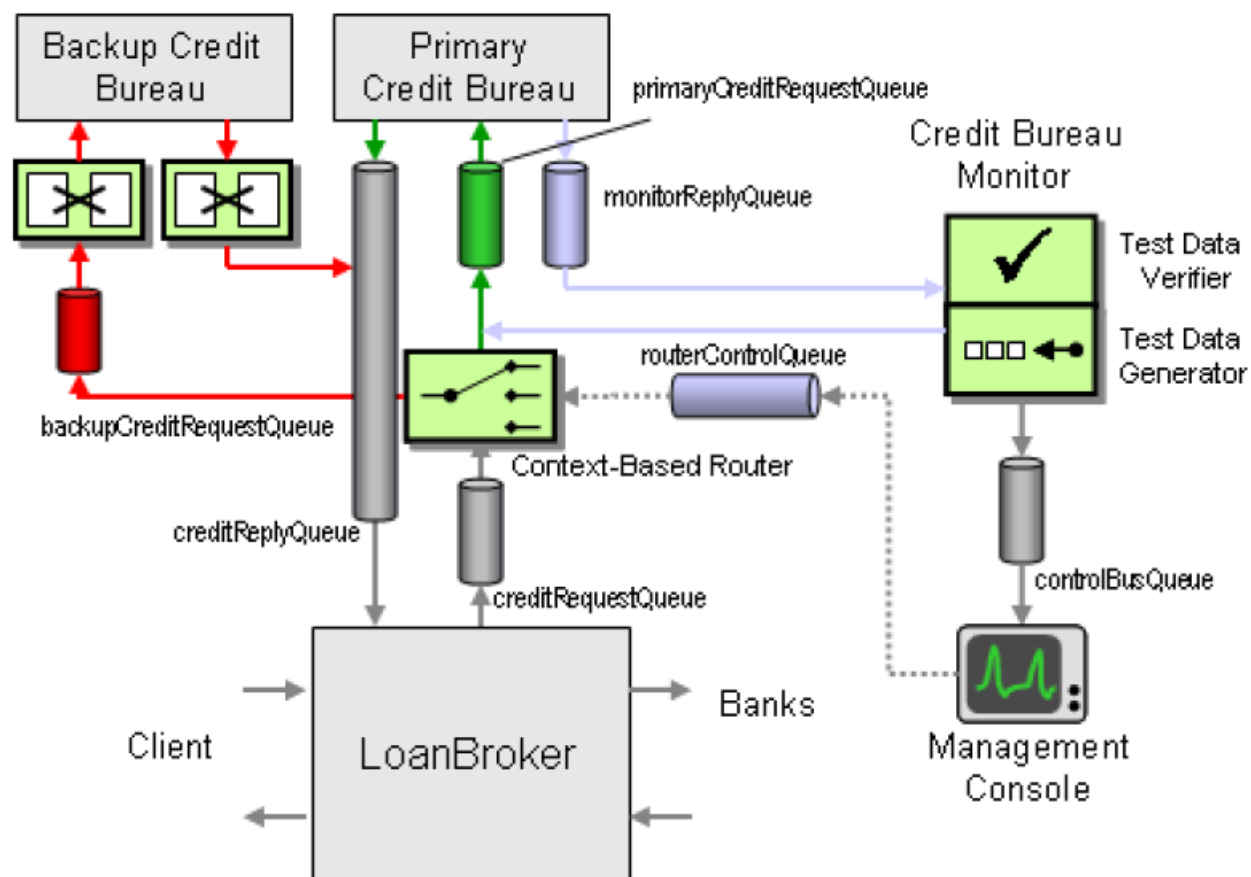 Backup Credit
Bureau
Primary
Credit Bureau
primaryCreditRequestQueue
Credit Bureau
Monitor
monitorReplyQueue
Test Data
Verifier
Test Data
Generator
routerControlQueue
backupCreditRequestQueue
Context-Based Router
creditReplyQueue
creditRequestQueue
controlBusQueue
Client
LoanBroker
Banks
Management
Console